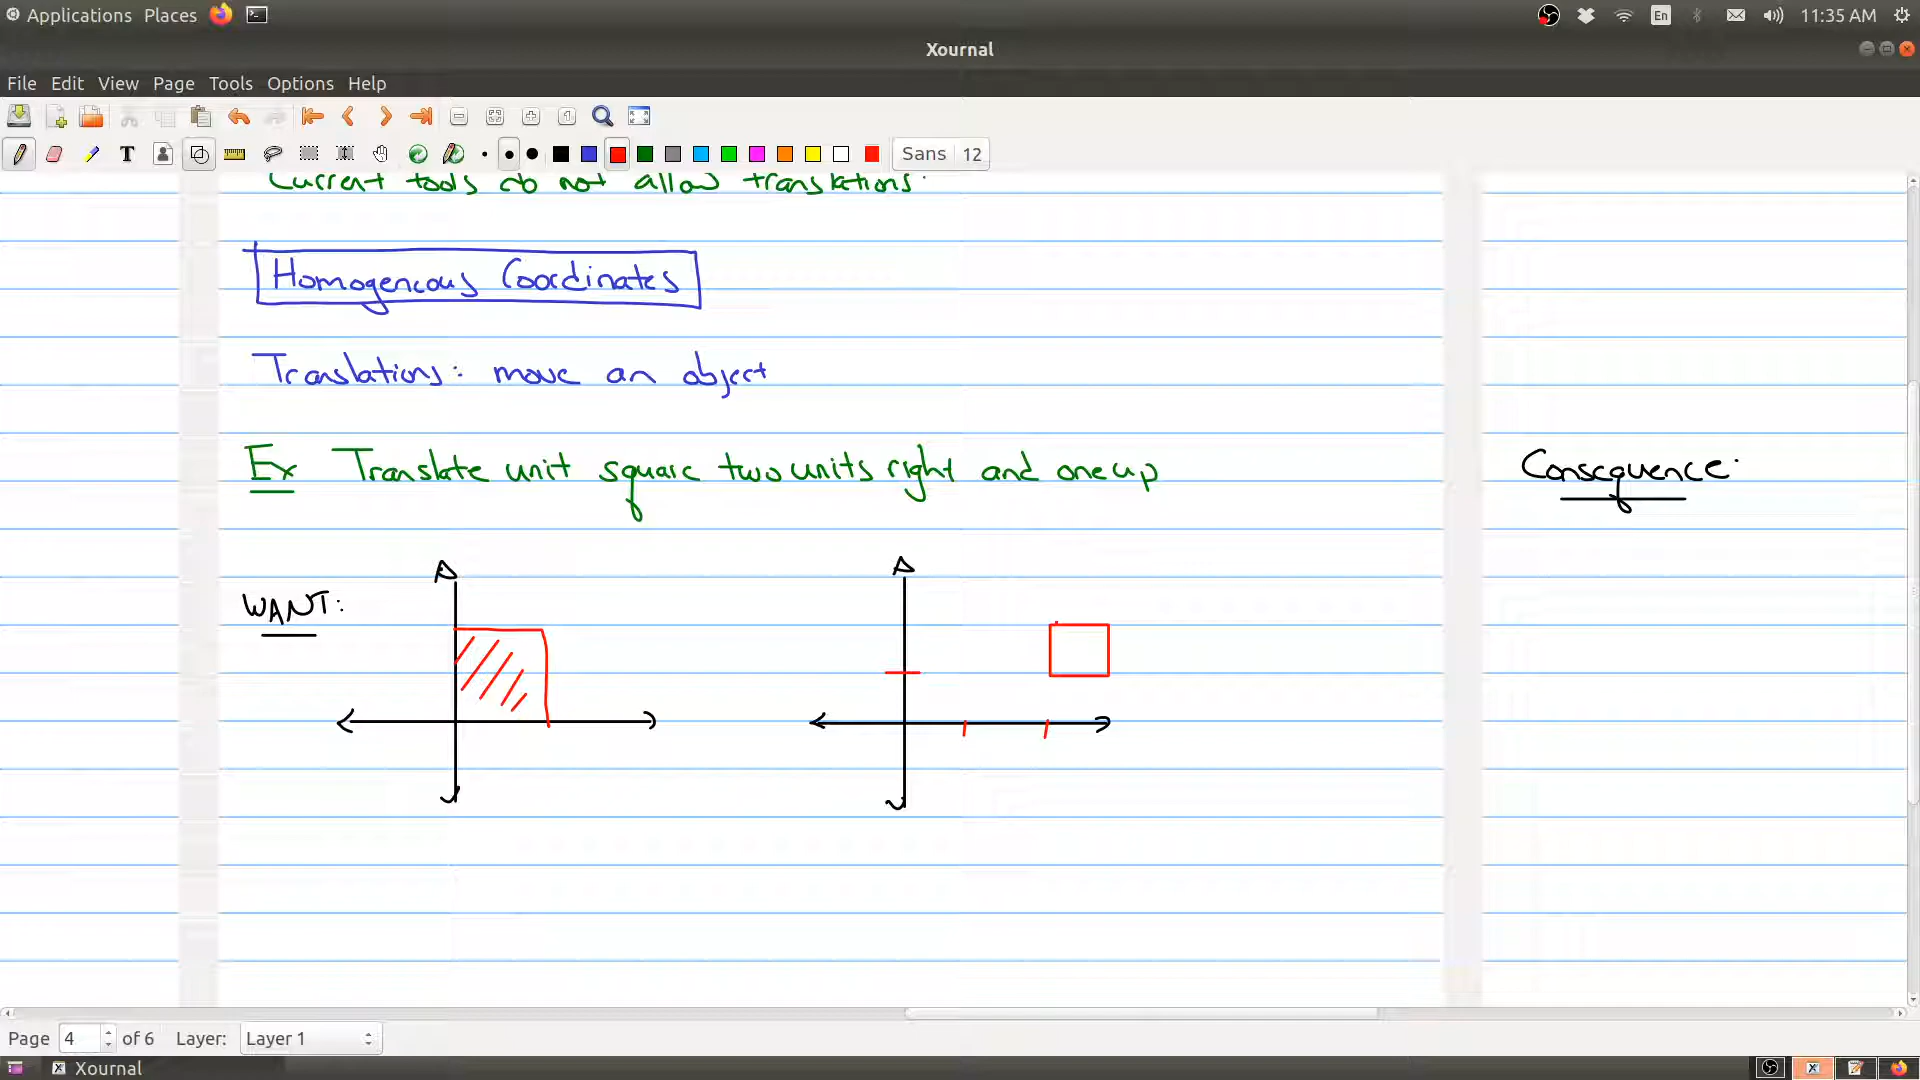 Applications Places En 11:35 AM
Xournal
File Edit View Page Tools Options Help
T Sans 12
Current tools do not allow translations.
Homogeneous Coordinates
Translations: move an object
Ex Translate unit square two units right and one up
Consequence:
WANT:
Page 4 of 6 Layer: Layer 1
Xournal